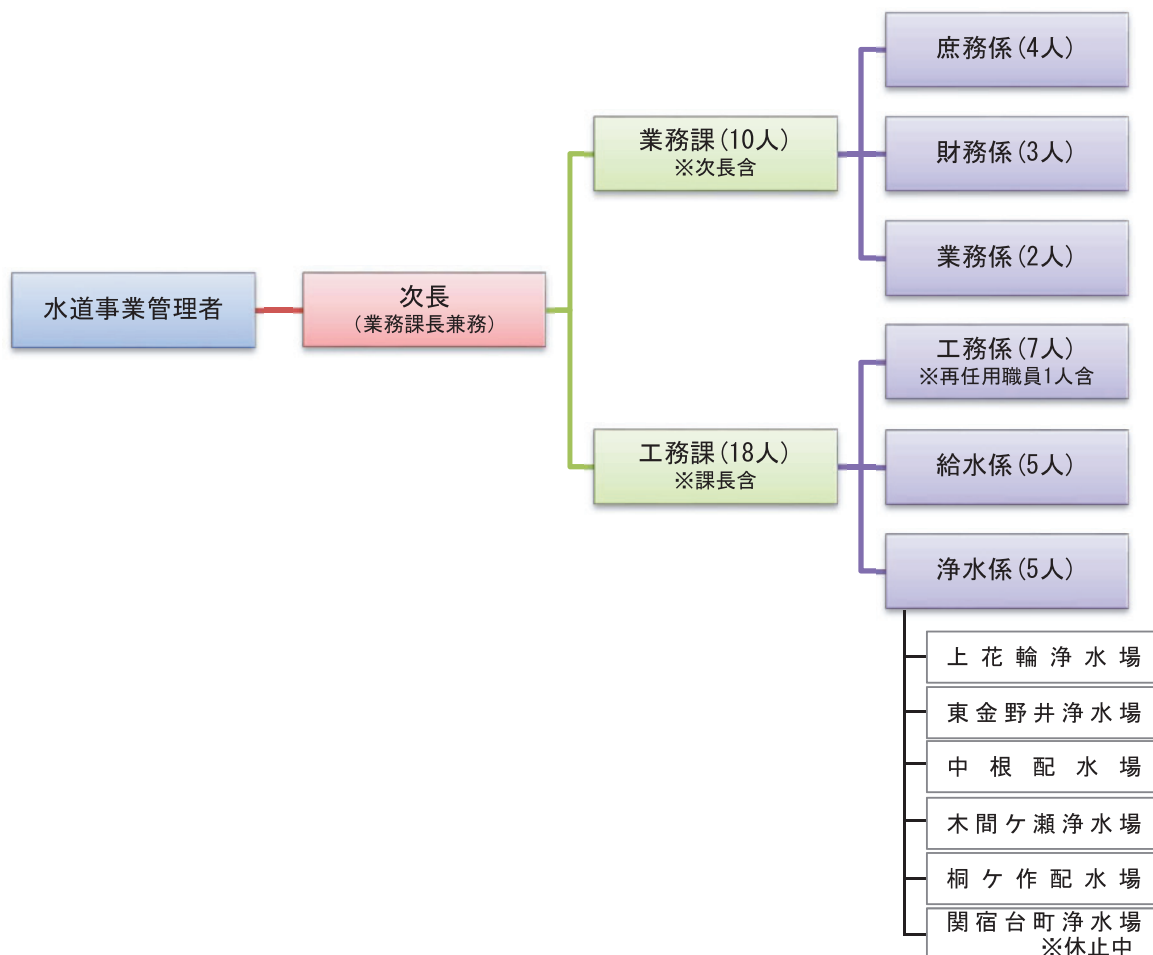 水道事業管理者
次長
（業務課長兼務）
業務課（10人）
※次長含
庶務係（4人）
財務係（3人）
業務係（2人）
工務課（18人）
※課長含
工務係（7人）
※再任用職員1人含
給水係（5人）
浄水係（5人）
上花輪浄水場
東金野井浄水場
中根配水場
木間ケ瀬浄水場
桐ケ作配水場
関宿台町浄水場
※休止中